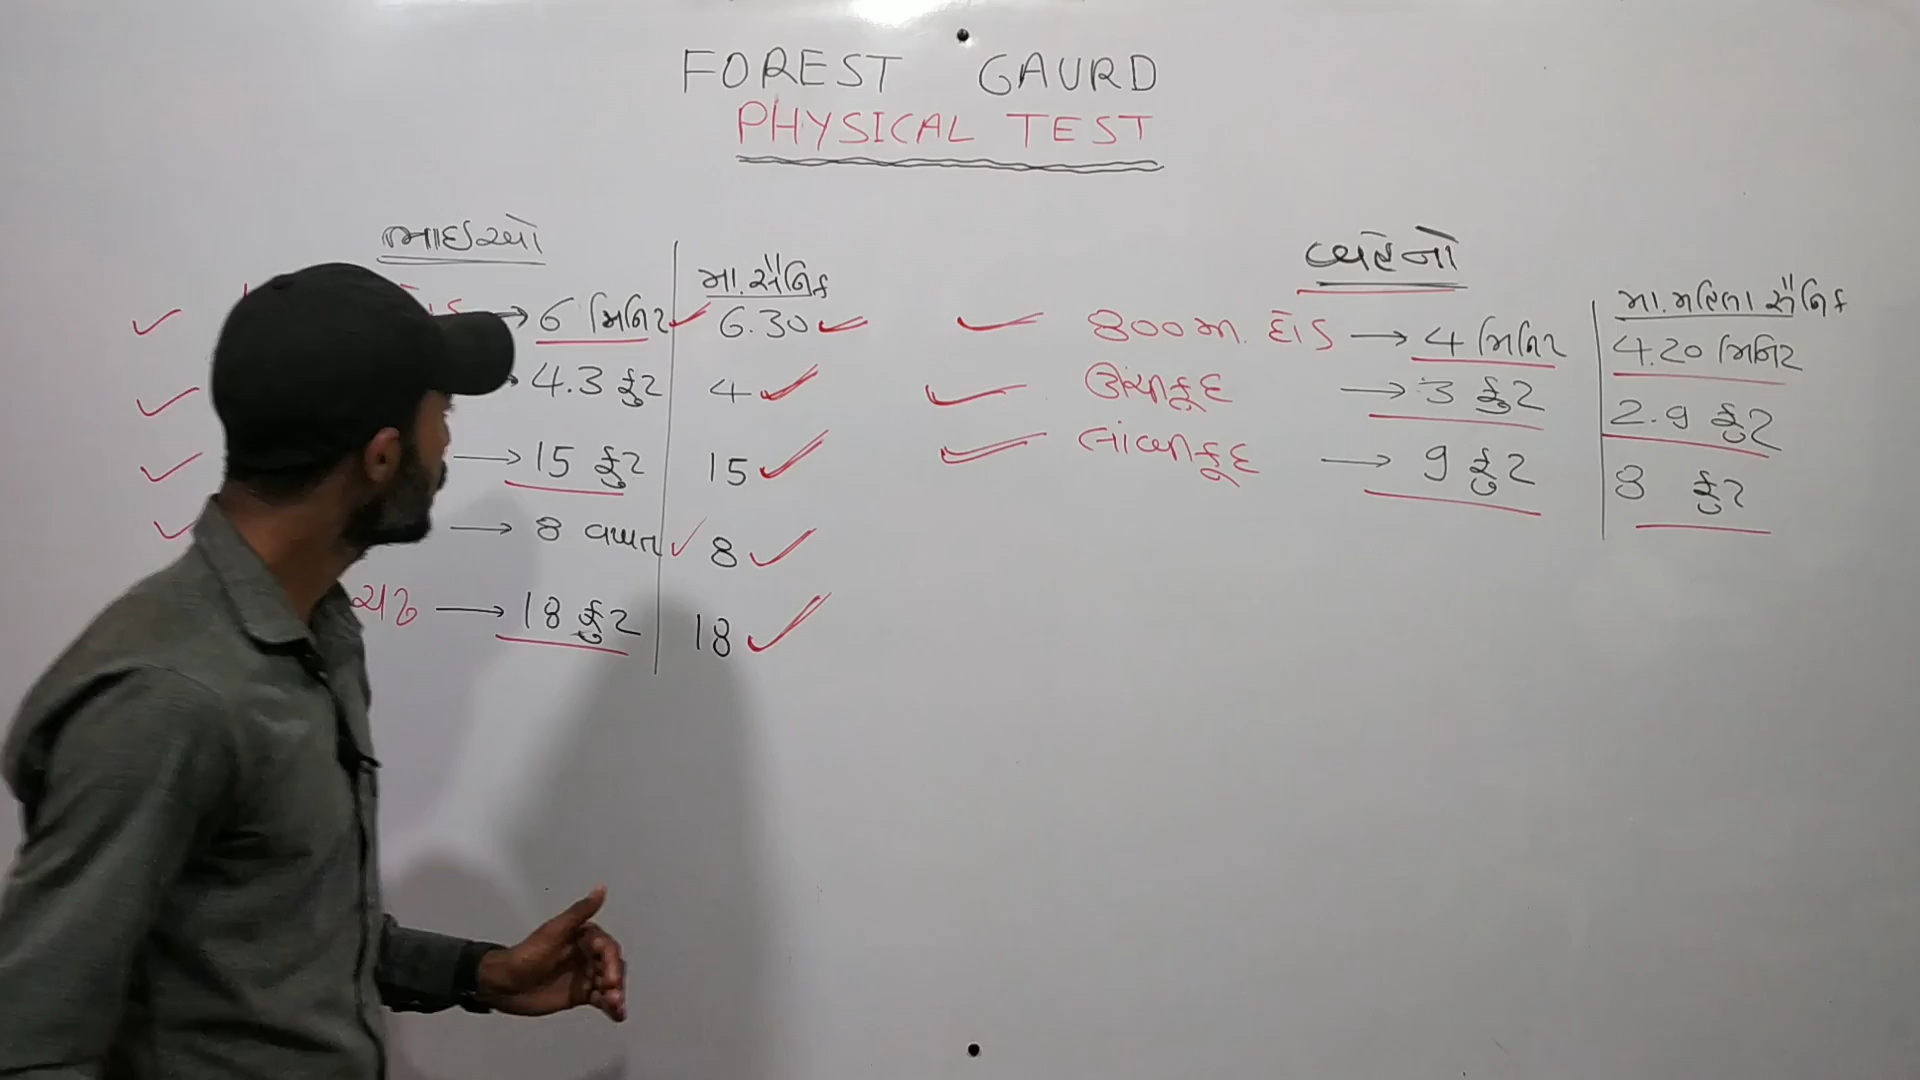 FOREST GAURD
PHYSICAL TEST
ભાઈઓ
મા. સૈનિક
→ 6 મિનિટ 6.30
→ 4.3 ફુટ 4
→ 15 ફુટ 15
→ 8 વખત 8
→ 18 ફુટ 18
બહેનો
મા. મહિલા સૈનિક
800 મ. દોડ → 4 મિનિટ 4.20 મિનિટ
ઊંચીકૂદ → 3 ફુટ 2.9 ફુટ
લાંબીકૂદ → 9 ફુટ 8 ફુટ